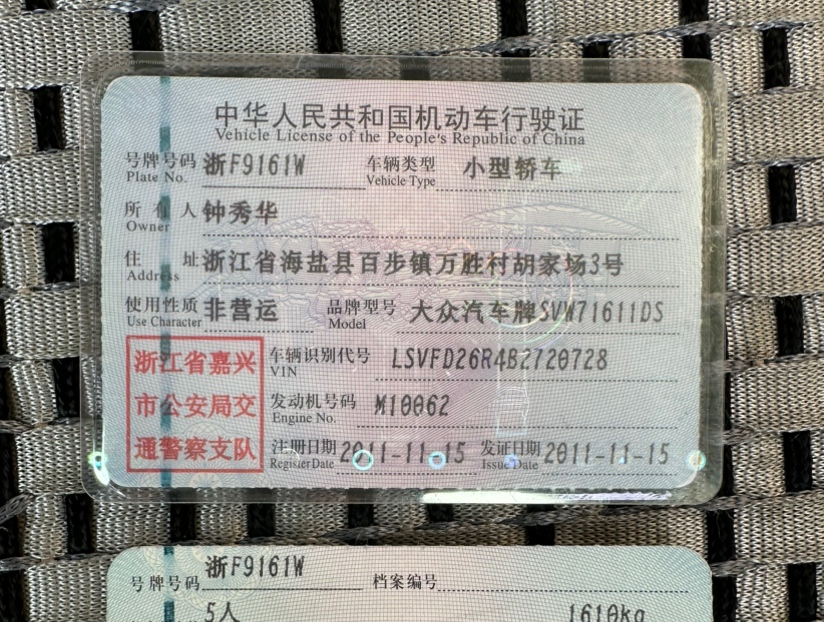 中华人民共和国机动车行驶证
Vehicle License of the People's Republic of China
号牌号码 浙F9161W 车辆类型 小型轿车
Plate No. Vehicle Type
所有人 钟秀华
Owner
住址 浙江省海盐县百步镇万胜村胡家场3号
Address
使用性质 非营运 品牌型号 大众汽车牌SVW71611DS
Use Character Model
浙江省嘉兴
市公安局交
通警察支队
车辆识别代号 LSVFD26R4B2720728
VIN
发动机号码 M10062
Engine No.
注册日期 2011-11-15 发证日期 2011-11-15
Register Date Issue Date
号牌号码 浙F9161W 档案编号
5人 1610kg